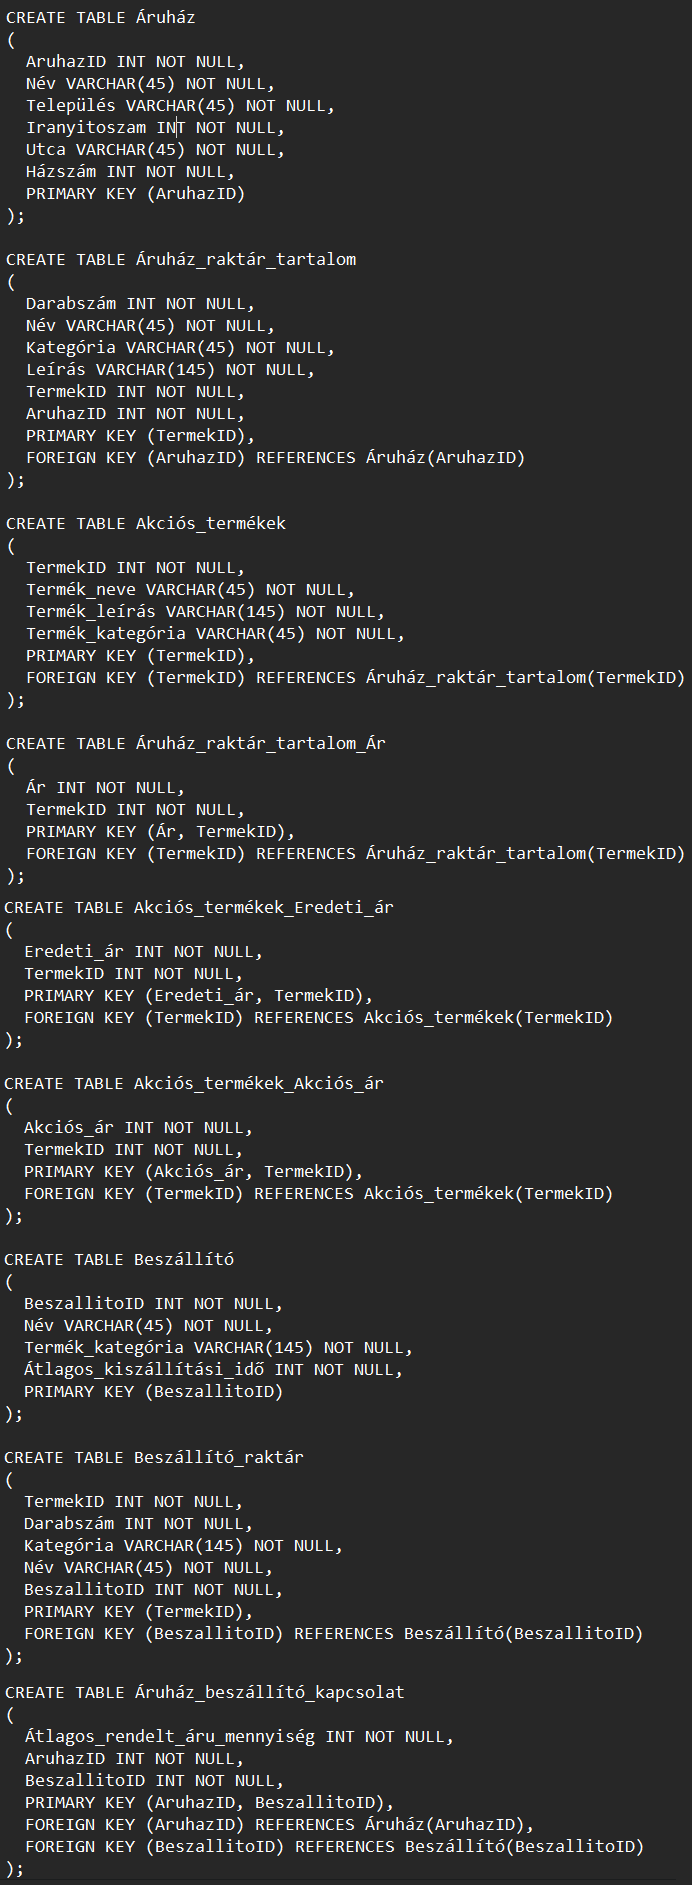 CREATE TABLE Áruház
(
  AruhazID INT NOT NULL,
  Név VARCHAR(45) NOT NULL,
  Település VARCHAR(45) NOT NULL,
  Iranyitoszam INT NOT NULL,
  Utca VARCHAR(45) NOT NULL,
  Házszám INT NOT NULL,
  PRIMARY KEY (AruhazID)
);

CREATE TABLE Áruház_raktár_tartalom
(
  Darabszám INT NOT NULL,
  Név VARCHAR(45) NOT NULL,
  Kategória VARCHAR(45) NOT NULL,
  Leírás VARCHAR(145) NOT NULL,
  TermekID INT NOT NULL,
  AruhazID INT NOT NULL,
  PRIMARY KEY (TermekID),
  FOREIGN KEY (AruhazID) REFERENCES Áruház(AruhazID)
);

CREATE TABLE Akciós_termékek
(
  TermekID INT NOT NULL,
  Termék_neve VARCHAR(45) NOT NULL,
  Termék_leírás VARCHAR(145) NOT NULL,
  Termék_kategória VARCHAR(45) NOT NULL,
  PRIMARY KEY (TermekID),
  FOREIGN KEY (TermekID) REFERENCES Áruház_raktár_tartalom(TermekID)
);

CREATE TABLE Áruház_raktár_tartalom_Ár
(
  Ár INT NOT NULL,
  TermekID INT NOT NULL,
  PRIMARY KEY (Ár, TermekID),
  FOREIGN KEY (TermekID) REFERENCES Áruház_raktár_tartalom(TermekID)
);
CREATE TABLE Akciós_termékek_Eredeti_ár
(
  Eredeti_ár INT NOT NULL,
  TermekID INT NOT NULL,
  PRIMARY KEY (Eredeti_ár, TermekID),
  FOREIGN KEY (TermekID) REFERENCES Akciós_termékek(TermekID)
);

CREATE TABLE Akciós_termékek_Akciós_ár
(
  Akciós_ár INT NOT NULL,
  TermekID INT NOT NULL,
  PRIMARY KEY (Akciós_ár, TermekID),
  FOREIGN KEY (TermekID) REFERENCES Akciós_termékek(TermekID)
);

CREATE TABLE Beszállító
(
  BeszallitoID INT NOT NULL,
  Név VARCHAR(45) NOT NULL,
  Termék_kategória VARCHAR(145) NOT NULL,
  Átlagos_kiszállítási_idő INT NOT NULL,
  PRIMARY KEY (BeszallitoID)
);

CREATE TABLE Beszállító_raktár
(
  TermekID INT NOT NULL,
  Darabszám INT NOT NULL,
  Kategória VARCHAR(145) NOT NULL,
  Név VARCHAR(45) NOT NULL,
  BeszallitoID INT NOT NULL,
  PRIMARY KEY (TermekID),
  FOREIGN KEY (BeszallitoID) REFERENCES Beszállító(BeszallitoID)
);
CREATE TABLE Áruház_beszállító_kapcsolat
(
  Átlagos_rendelt_áru_mennyiség INT NOT NULL,
  AruhazID INT NOT NULL,
  BeszallitoID INT NOT NULL,
  PRIMARY KEY (AruhazID, BeszallitoID),
  FOREIGN KEY (AruhazID) REFERENCES Áruház(AruhazID),
  FOREIGN KEY (BeszallitoID) REFERENCES Beszállító(BeszallitoID)
);